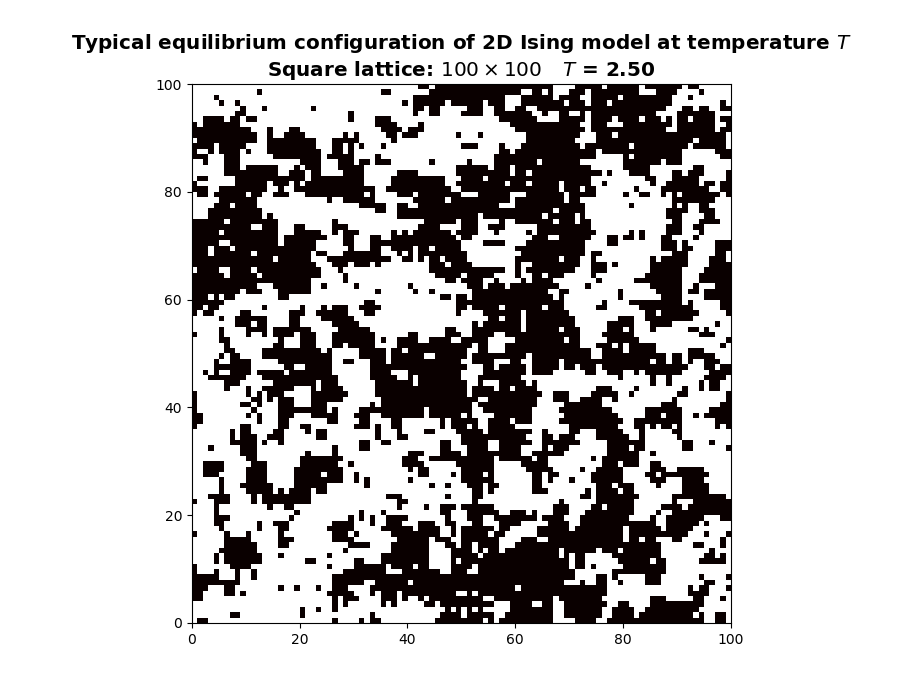 Typical equilibrium configuration of 2D Ising model at temperature T
Square lattice: 100 × 100 T = 2.50
100
80
60
40
20
0
0 20 40 60 80 100